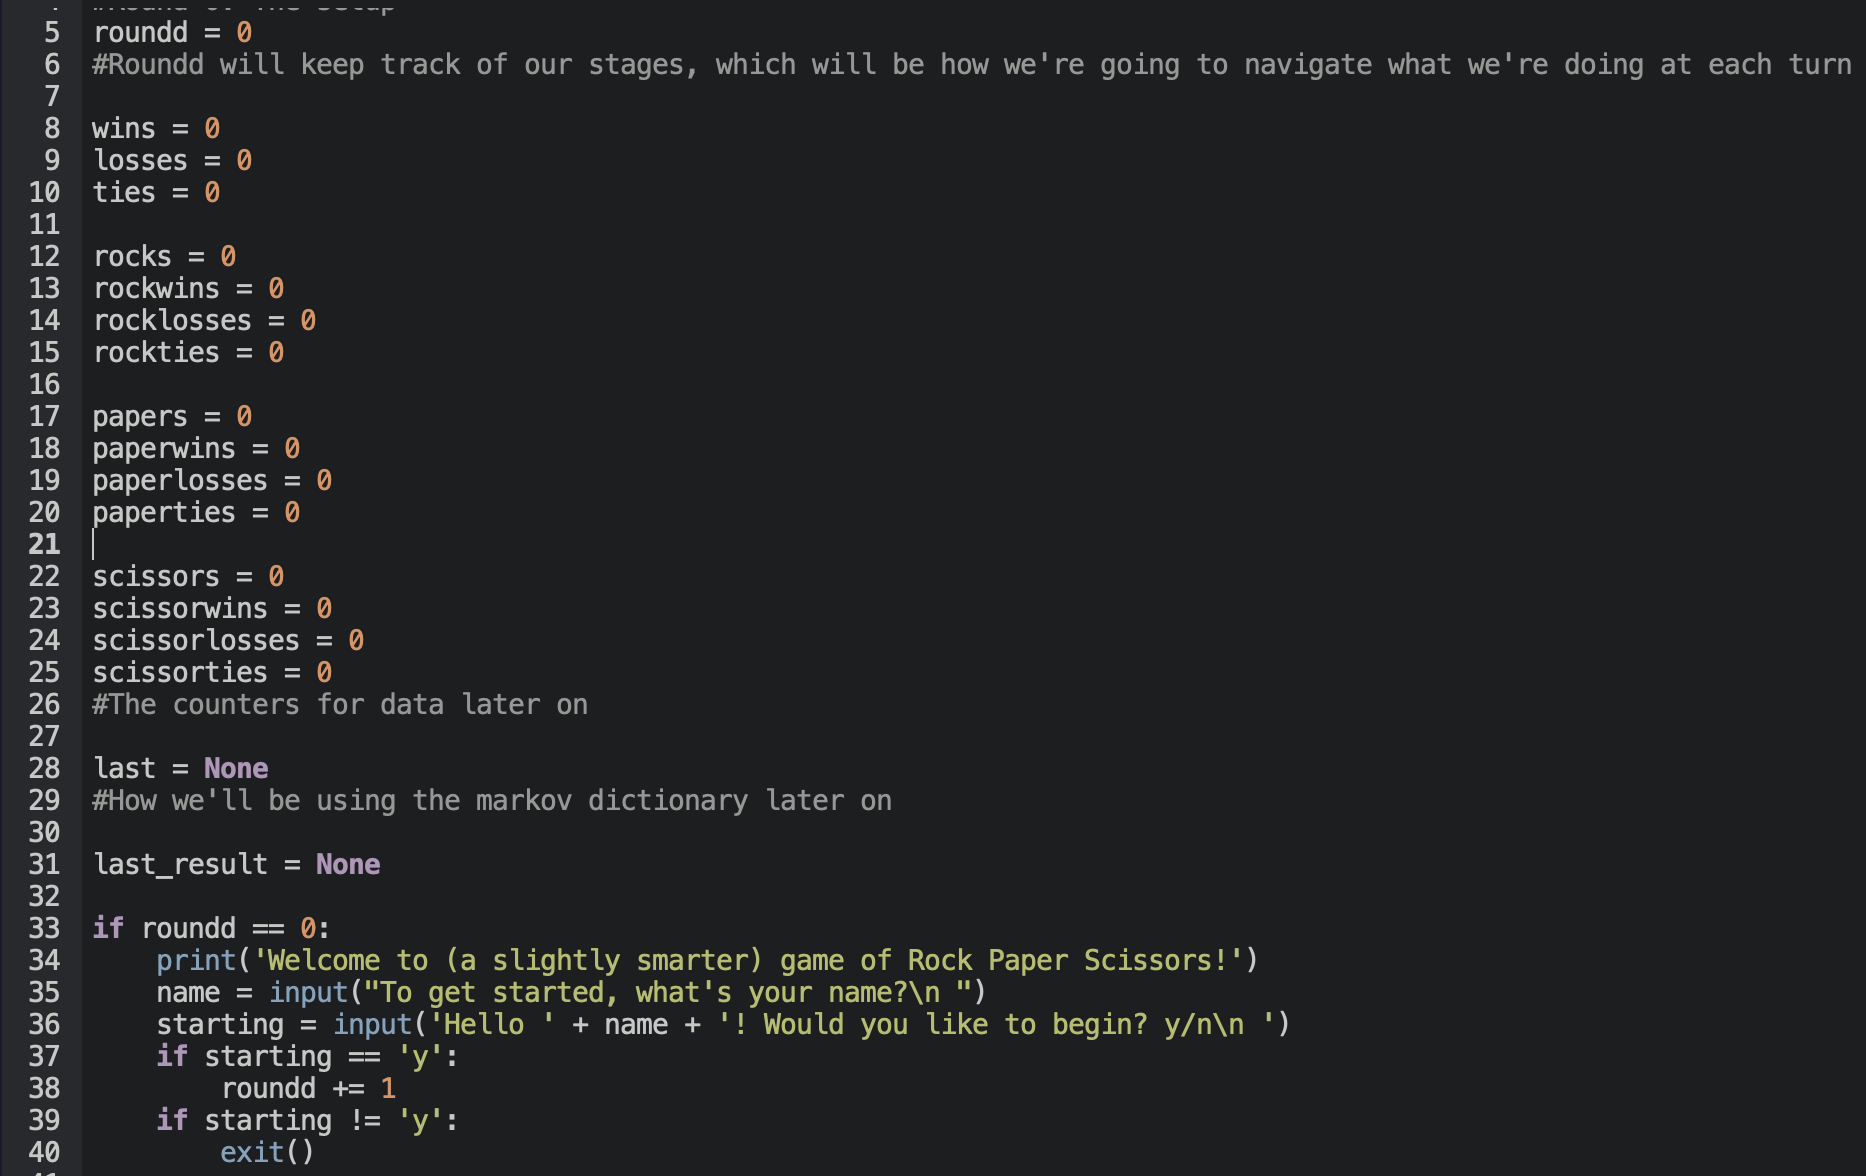 5 roundd = 0
6 #Roundd will keep track of our stages, which will be how we're going to navigate what we're doing at each turn
7
8 wins = 0
9 losses = 0
10 ties = 0
11
12 rocks = 0
13 rockwins = 0
14 rocklosses = 0
15 rockties = 0
16
17 papers = 0
18 paperwins = 0
19 paperlosses = 0
20 paperties = 0
21
22 scissors = 0
23 scissorwins = 0
24 scissorlosses = 0
25 scissorties = 0
26 #The counters for data later on
27
28 last = None
29 #How we'll be using the markov dictionary later on
30
31 last_result = None
32
33 if roundd == 0:
34     print('Welcome to (a slightly smarter) game of Rock Paper Scissors!')
35     name = input("To get started, what's your name?\n ")
36     starting = input('Hello ' + name + '! Would you like to begin? y/n\n ')
37     if starting == 'y':
38         roundd += 1
39     if starting != 'y':
40         exit()